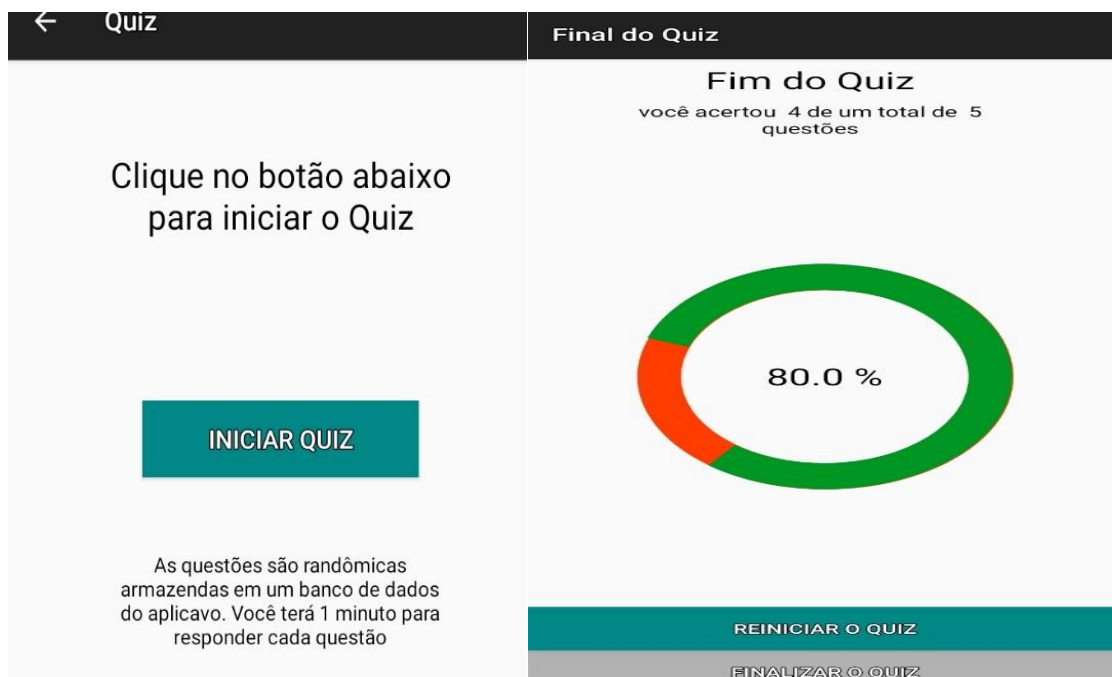 Quiz
Clique no botão abaixo
para iniciar o Quiz
INICIAR QUIZ
As questões são randômicas
armazendas em um banco de dados
do aplicavo. Você terá 1 minuto para
responder cada questão
Final do Quiz
Fim do Quiz
você acertou 4 de um total de 5
questões
80.0 %
REINICIAR O QUIZ
FINALIZAR O QUIZ